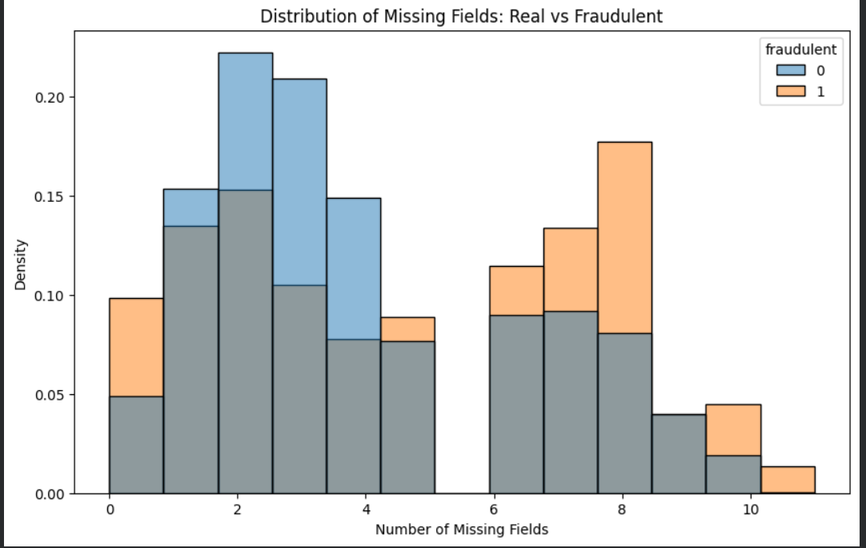 Distribution of Missing Fields: Real vs Fraudulent
fraudulent
0
1
0.20
0.15
0.10
0.05
0.00
Density
0 2 4 6 8 10
Number of Missing Fields